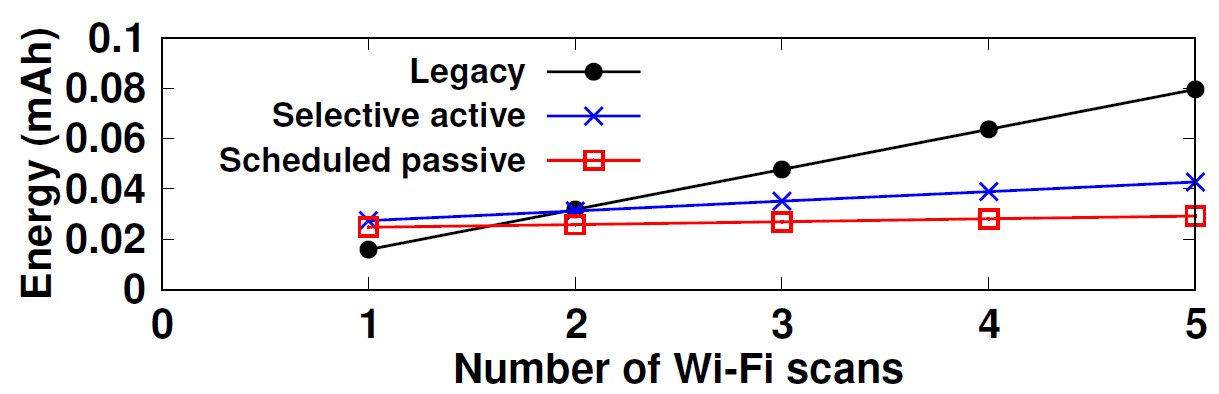 Energy (mAh)
0.1
0.08
0.06
0.04
0.02
0
Legacy
Selective active
Scheduled passive
0 1 2 3 4 5
Number of Wi-Fi scans